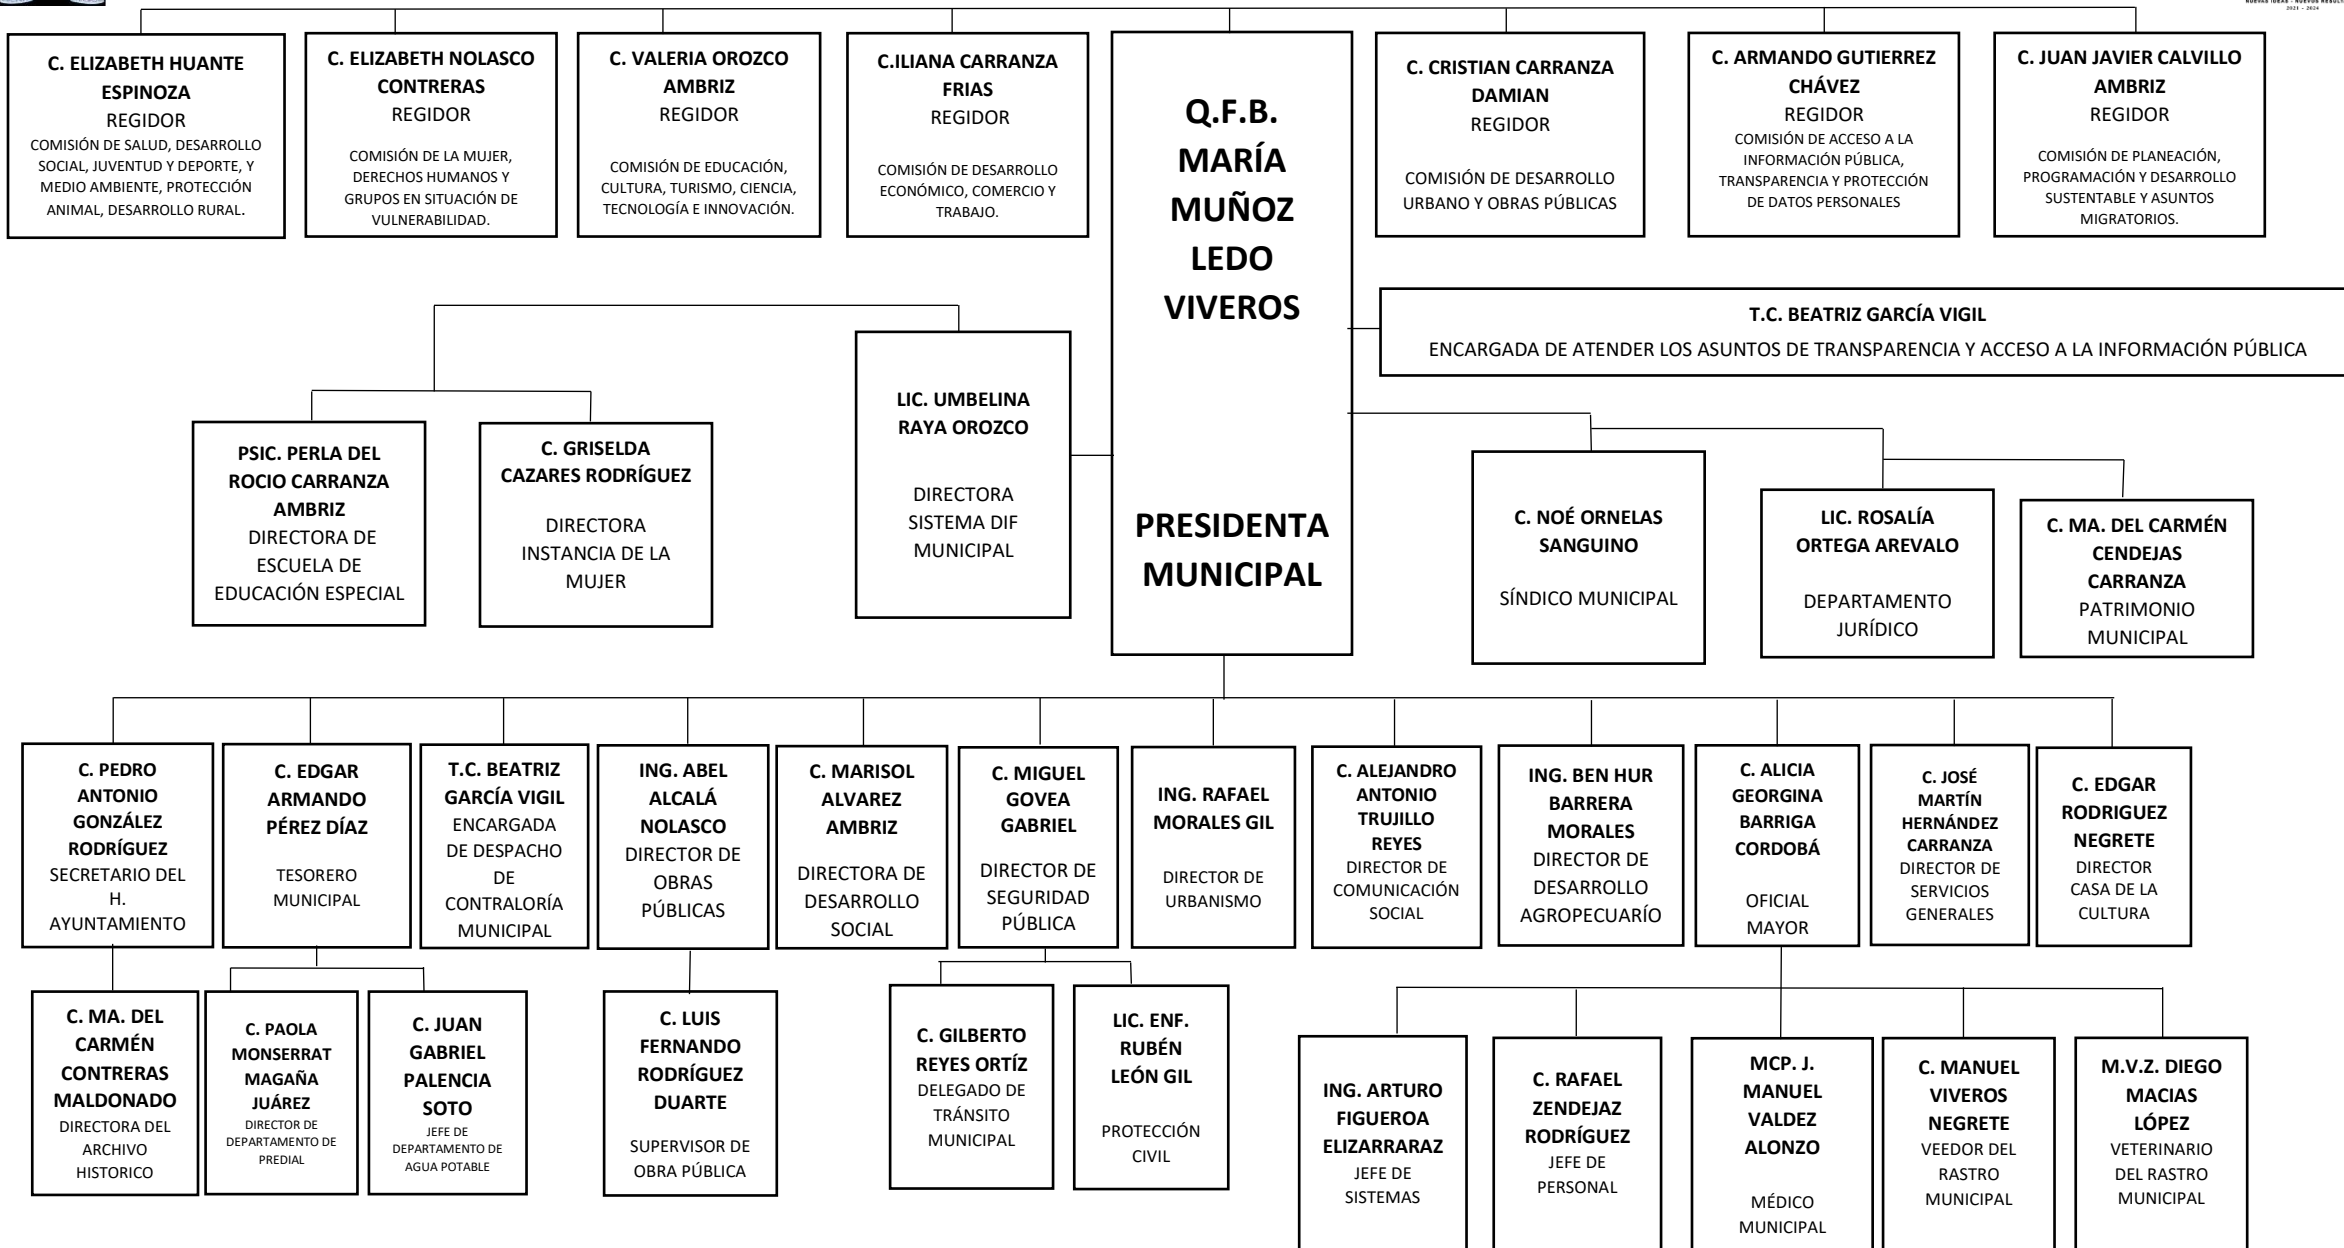 NUEVAS IDEAS - NUEVOS RESULT
2021 - 2024
C. ELIZABETH HUANTE
ESPINOZA
REGIDOR
COMISIÓN DE SALUD, DESARROLLO
SOCIAL, JUVENTUD Y DEPORTE, Y
MEDIO AMBIENTE, PROTECCIÓN
ANIMAL, DESARROLLO RURAL.
C. ELIZABETH NOLASCO
CONTRERAS
REGIDOR
COMISIÓN DE LA MUJER,
DERECHOS HUMANOS Y
GRUPOS EN SITUACIÓN DE
VULNERABILIDAD.
C. VALERIA OROZCO
AMBRIZ
REGIDOR
COMISIÓN DE EDUCACIÓN,
CULTURA, TURISMO, CIENCIA,
TECNOLOGÍA E INNOVACIÓN.
C.ILIANA CARRANZA
FRIAS
REGIDOR
COMISIÓN DE DESARROLLO
ECONÓMICO, COMERCIO Y
TRABAJO.
Q.F.B.
MARÍA
MUÑOZ
LEDO
VIVEROS
PRESIDENTA
MUNICIPAL
C. CRISTIAN CARRANZA
DAMIAN
REGIDOR
COMISIÓN DE DESARROLLO
URBANO Y OBRAS PÚBLICAS
C. ARMANDO GUTIERREZ
CHÁVEZ
REGIDOR
COMISIÓN DE ACCESO A LA
INFORMACIÓN PÚBLICA,
TRANSPARENCIA Y PROTECCIÓN
DE DATOS PERSONALES
C. JUAN JAVIER CALVILLO
AMBRIZ
REGIDOR
COMISIÓN DE PLANEACIÓN,
PROGRAMACIÓN Y DESARROLLO
SUSTENTABLE Y ASUNTOS
MIGRATORIOS.
T.C. BEATRIZ GARCÍA VIGIL
ENCARGADA DE ATENDER LOS ASUNTOS DE TRANSPARENCIA Y ACCESO A LA INFORMACIÓN PÚBLICA
PSIC. PERLA DEL
ROCIO CARRANZA
AMBRIZ
DIRECTORA DE
ESCUELA DE
EDUCACIÓN ESPECIAL
C. GRISELDA
CAZARES RODRÍGUEZ
DIRECTORA
INSTANCIA DE LA
MUJER
LIC. UMBELINA
RAYA OROZCO
DIRECTORA
SISTEMA DIF
MUNICIPAL
C. NOÉ ORNELAS
SANGUINO
SÍNDICO MUNICIPAL
LIC. ROSALÍA
ORTEGA AREVALO
DEPARTAMENTO
JURÍDICO
C. MA. DEL CARMÉN
CENDEJAS
CARRANZA
PATRIMONIO
MUNICIPAL
C. PEDRO
ANTONIO
GONZÁLEZ
RODRÍGUEZ
SECRETARIO DEL
H.
AYUNTAMIENTO
C. EDGAR
ARMANDO
PÉREZ DÍAZ
TESORERO
MUNICIPAL
T.C. BEATRIZ
GARCÍA VIGIL
ENCARGADA
DE DESPACHO
DE
CONTRALORÍA
MUNICIPAL
ING. ABEL
ALCALÁ
NOLASCO
DIRECTOR DE
OBRAS
PÚBLICAS
C. MARISOL
ALVAREZ
AMBRIZ
DIRECTORA DE
DESARROLLO
SOCIAL
C. MIGUEL
GOVEA
GABRIEL
DIRECTOR DE
SEGURIDAD
PÚBLICA
ING. RAFAEL
MORALES GIL
DIRECTOR DE
URBANISMO
C. ALEJANDRO
ANTONIO
TRUJILLO
REYES
DIRECTOR DE
COMUNICACIÓN
SOCIAL
ING. BEN HUR
BARRERA
MORALES
DIRECTOR DE
DESARROLLO
AGROPECUARÍO
C. ALICIA
GEORGINA
BARRIGA
CORDOBÁ
OFICIAL
MAYOR
C. JOSÉ
MARTÍN
HERNÁNDEZ
CARRANZA
DIRECTOR DE
SERVICIOS
GENERALES
C. EDGAR
RODRIGUEZ
NEGRETE
DIRECTOR
CASA DE LA
CULTURA
C. MA. DEL
CARMÉN
CONTRERAS
MALDONADO
DIRECTORA DEL
ARCHIVO
HISTORICO
C. PAOLA
MONSERRAT
MAGAÑA
JUÁREZ
DIRECTOR DE
DEPARTAMENTO DE
PREDIAL
C. JUAN
GABRIEL
PALENCIA
SOTO
JEFE DE
DEPARTAMENTO DE
AGUA POTABLE
C. LUIS
FERNANDO
RODRÍGUEZ
DUARTE
SUPERVISOR DE
OBRA PÚBLICA
C. GILBERTO
REYES ORTÍZ
DELEGADO DE
TRÁNSITO
MUNICIPAL
LIC. ENF.
RUBÉN
LEÓN GIL
PROTECCIÓN
CIVIL
ING. ARTURO
FIGUEROA
ELIZARRARAZ
JEFE DE
SISTEMAS
C. RAFAEL
ZENDEJAZ
RODRÍGUEZ
JEFE DE
PERSONAL
MCP. J.
MANUEL
VALDEZ
ALONZO
MÉDICO
MUNICIPAL
C. MANUEL
VIVEROS
NEGRETE
VEEDOR DEL
RASTRO
MUNICIPAL
M.V.Z. DIEGO
MACIAS
LÓPEZ
VETERINARIO
DEL RASTRO
MUNICIPAL